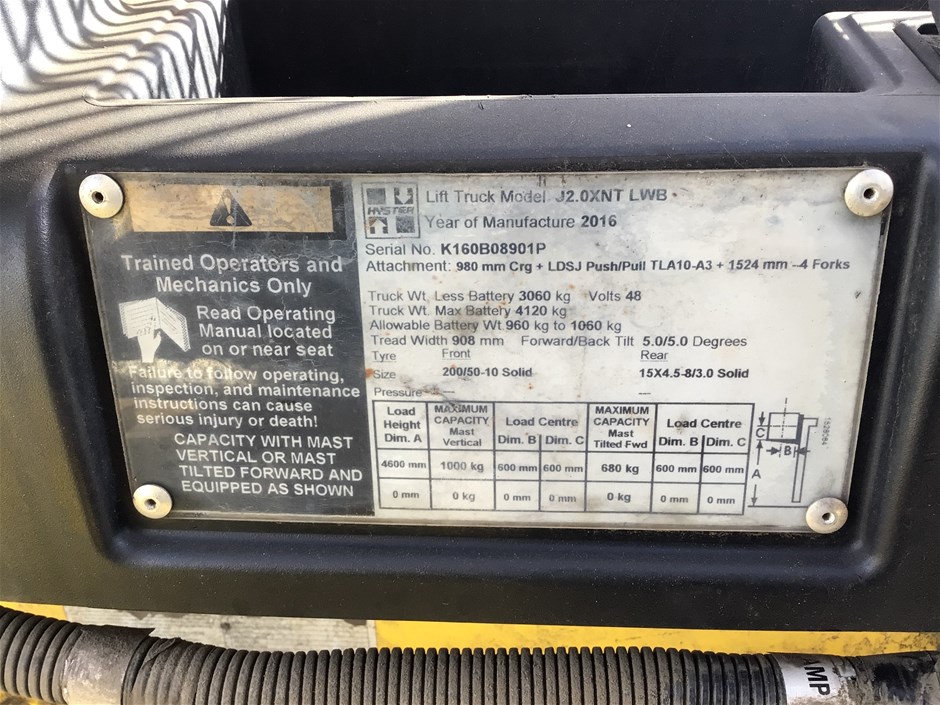 Trained Operators and
Mechanics Only
Read Operating
Manual located
on or near seat
Failure to follow operating,
inspection, and maintenance
instructions can cause
serious injury or death!
CAPACITY WITH MAST
VERTICAL OR MAST
TILTED FORWARD AND
EQUIPPED AS SHOWN
HYSTER
Lift Truck Model J2.0XNT LWB
Year of Manufacture 2016
Serial No. K160B08901P
Attachment: 980 mm Crg + LDSJ Push/Pull TLA10-A3 + 1524 mm --4 Forks
Truck Wt. Less Battery 3060 kg Volts 48
Truck Wt. Max Battery 4120 kg
Allowable Battery Wt. 960 kg to 1060 kg
Tread Width 908 mm Forward/Back Tilt 5.0/5.0 Degrees
Tyre Front Rear
Size 200/50-10 Solid 15X4.5-8/3.0 Solid
Pressure --- ---
Load Height Dim. A
MAXIMUM CAPACITY Mast Vertical
Load Centre
Dim. B Dim. C
MAXIMUM CAPACITY Mast Tilted Fwd
Load Centre
Dim. B Dim. C
4600 mm 1000 kg 600 mm 600 mm 680 kg 600 mm 600 mm
0 mm 0 kg 0 mm 0 mm 0 kg 0 mm 0 mm
C
B
A
AMP